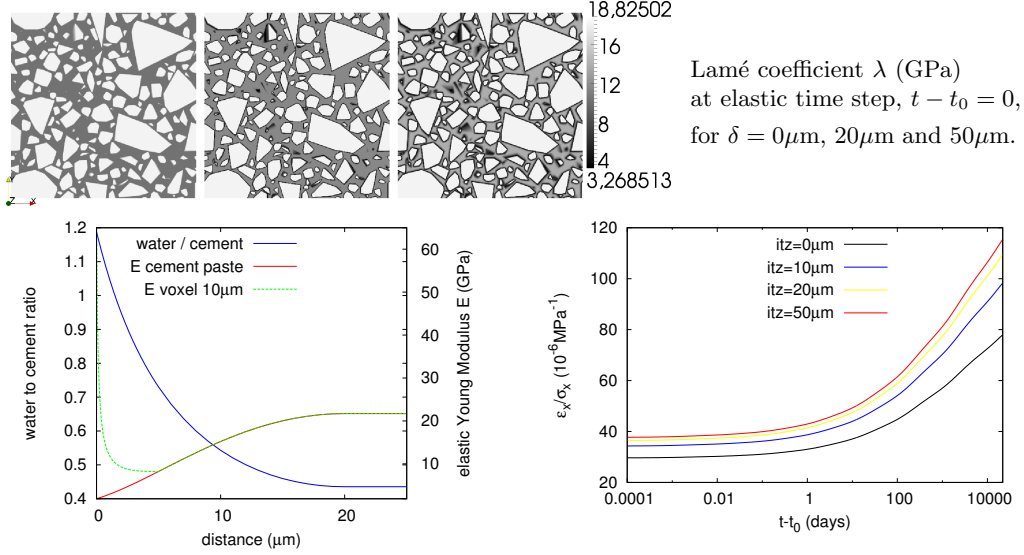 18,82502
16
12
8
4
3,268513
Y
Z X
Lamé coefficient λ (GPa)
at elastic time step, t − t₀ = 0,
for δ = 0μm, 20μm and 50μm.
water to cement ratio
1.2
1.1
1
0.9
0.8
0.7
0.6
0.5
0.4
water / cement
E cement paste
E voxel 10μm
60
50
40
30
20
10
elastic Young Modulus E (GPa)
0
10
20
distance (μm)
εₓ/σₓ (10⁻⁶MPa⁻¹)
120
100
80
60
40
20
itz=0μm
itz=10μm
itz=20μm
itz=50μm
0.0001
0.01
1
100
10000
t-t₀ (days)